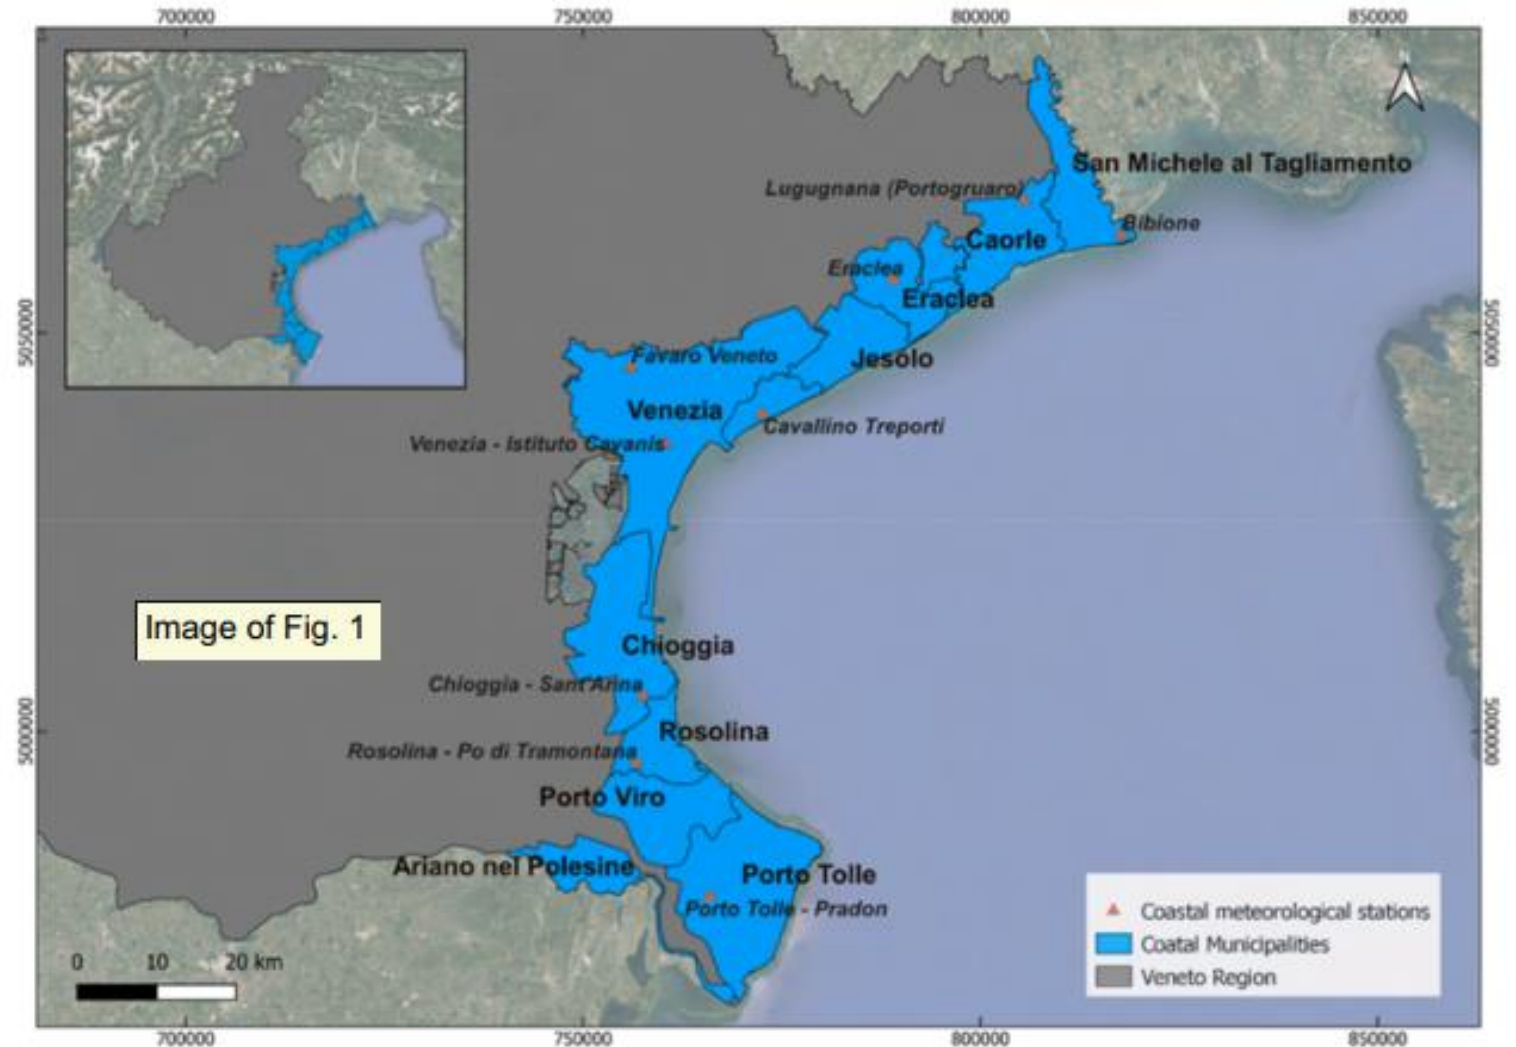 700000
750000
800000
850000
San Michele al Tagliamento
Lugugnana (Portogruaro)
Bibione
Caorle
Eraclea
Eraclea
5050000
5050000
Favaro Veneto
Jesolo
Venezia
Cavallino Treporti
Venezia - Istituto Cavanis
Image of Fig. 1
Chioggia
Chioggia - Sant'Anna
5000000
Rosolina
5000000
Rosolina - Po di Tramontana
Porto Viro
Ariano nel Polesine
Porto Tolle
Porto Tolle - Pradon
Coastal meteorological stations
Coatal Municipalities
Veneto Region
0 10 20 km
700000
750000
800000
850000